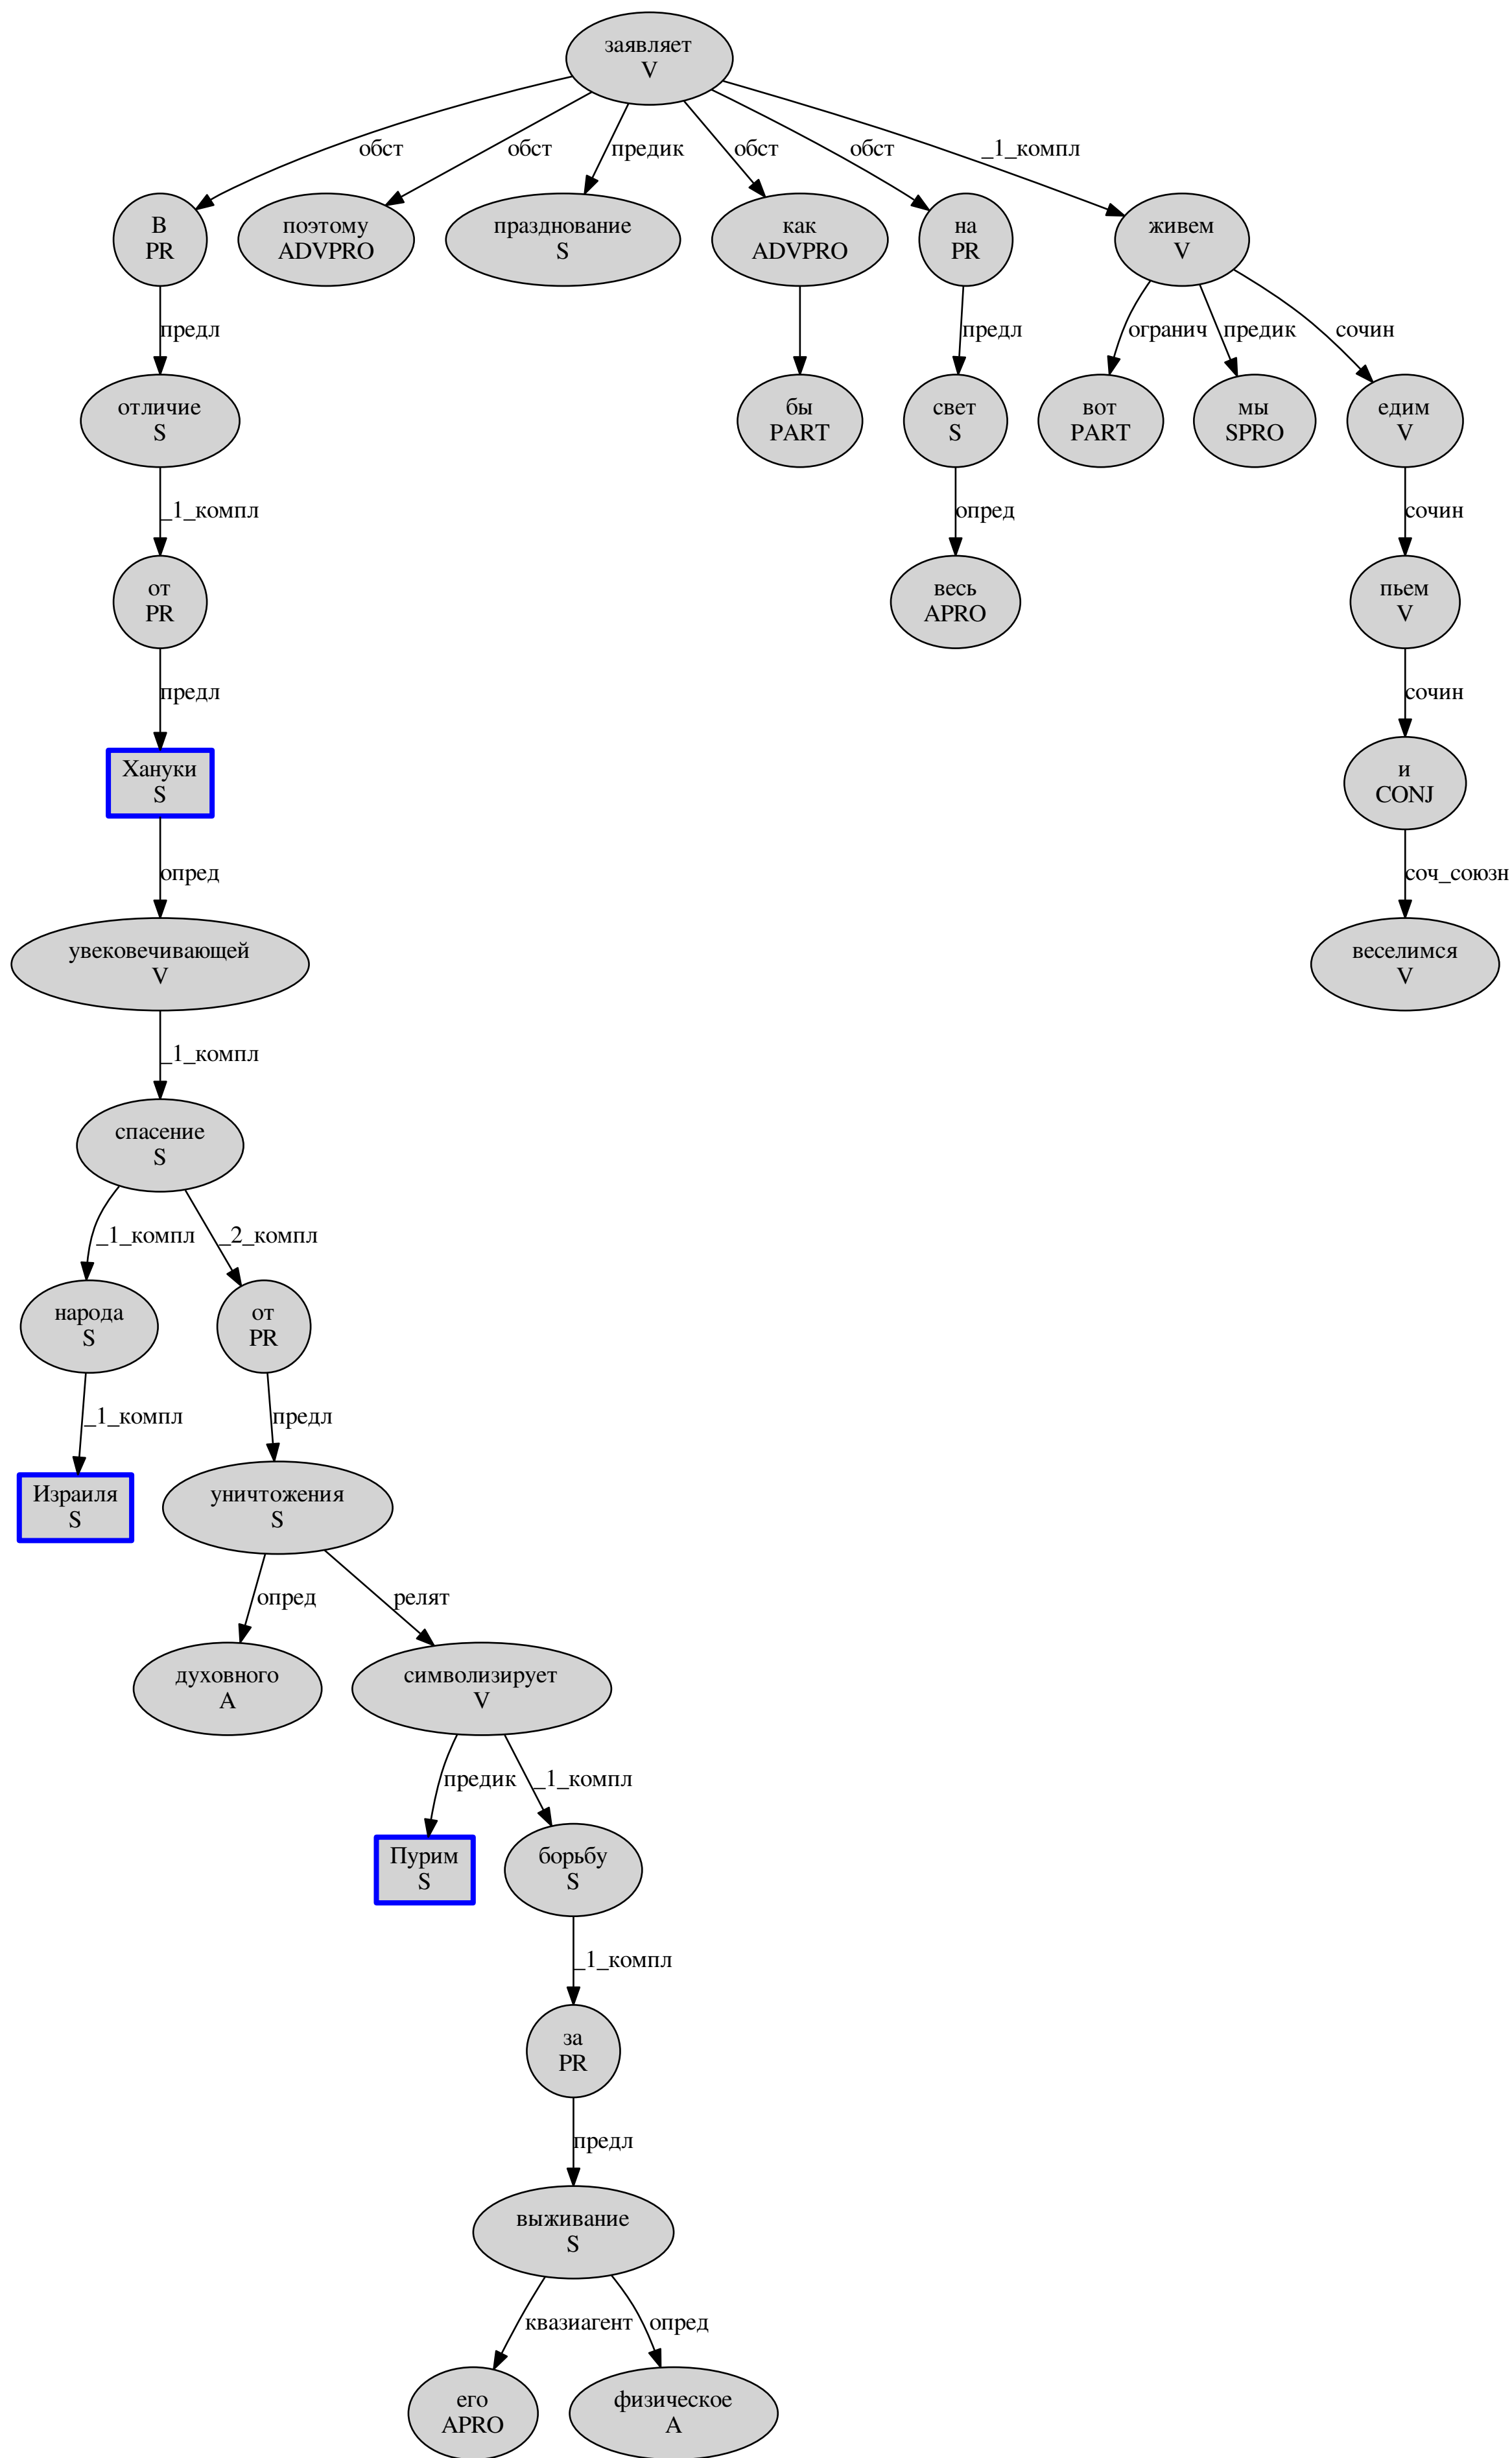 заявляет
V
обст
обст
предик
обст
обст
_1_компл
В
PR
поэтому
ADVPRO
празднование
S
как
ADVPRO
на
PR
живем
V
предл
предл
огранич
предик
сочин
отличие
S
бы
PART
свет
S
вот
PART
мы
SPRO
едим
V
_1_компл
опред
сочин
от
PR
весь
APRO
пьем
V
предл
сочин
Хануки
S
и
CONJ
опред
соч_союзн
увековечивающей
V
веселимся
V
_1_компл
спасение
S
_1_компл
_2_компл
народа
S
от
PR
_1_компл
предл
Израиля
S
уничтожения
S
опред
релят
духовного
A
символизирует
V
предик
_1_компл
Пурим
S
борьбу
S
_1_компл
за
PR
предл
выживание
S
квазиагент
опред
его
APRO
физическое
A